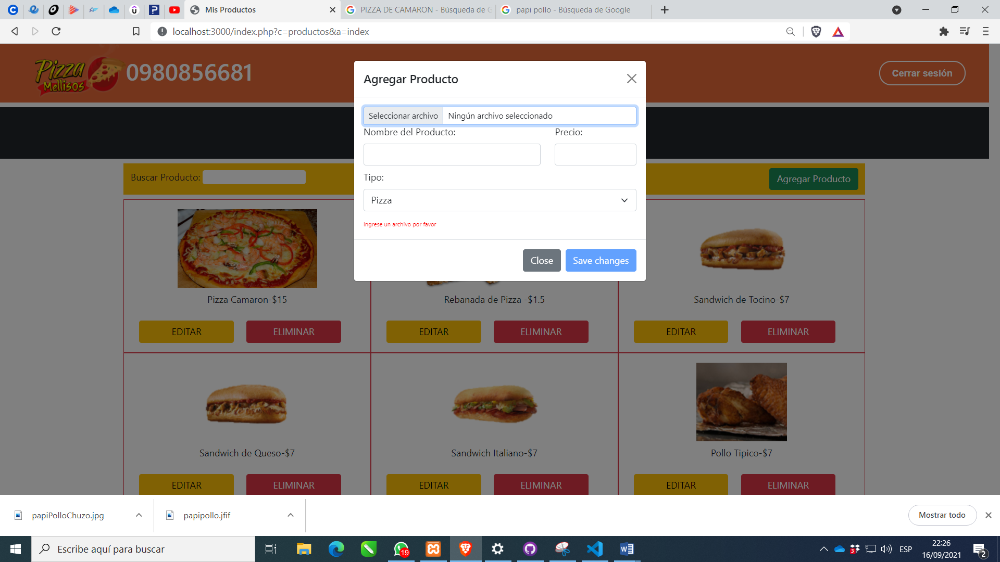 Mis Productos
PIZZA DE CAMARON - Búsqueda de G
papi pollo - Búsqueda de Google
localhost:3000/index.php?c=productos&a=index
Pizza
Mellisos
0980856681
Cerrar sesión
Agregar Producto
Seleccionar archivo
Ningún archivo seleccionado
Nombre del Producto:
Precio:
Tipo:
Pizza
Ingrese un archivo por favor
Close
Save changes
Buscar Producto:
Agregar Producto
Pizza Camaron-$15
Rebanada de Pizza -$1.5
Sandwich de Tocino-$7
EDITAR
ELIMINAR
EDITAR
ELIMINAR
EDITAR
ELIMINAR
Sandwich de Queso-$7
Sandwich Italiano-$7
Pollo Tipico-$7
EDITAR
ELIMINAR
EDITAR
ELIMINAR
EDITAR
ELIMINAR
papiPolloChuzo.jpg
papipollo.jfif
Mostrar todo
Escribe aquí para buscar
19
3
ESP
22:26
16/09/2021
2